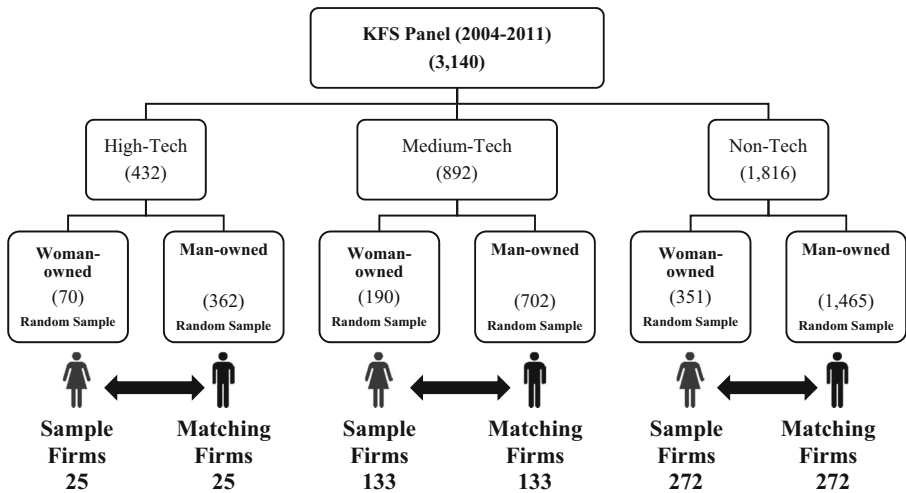 KFS Panel (2004-2011)
(3,140)
High-Tech
(432)
Medium-Tech
(892)
Non-Tech
(1,816)
Woman-
owned
(70)
Random Sample
Man-owned
(362)
Random Sample
Woman-
owned
(190)
Random Sample
Man-owned
(702)
Random Sample
Woman-
owned
(351)
Random Sample
Man-owned
(1,465)
Random Sample
Sample
Firms
25
Matching
Firms
25
Sample
Firms
133
Matching
Firms
133
Sample
Firms
272
Matching
Firms
272